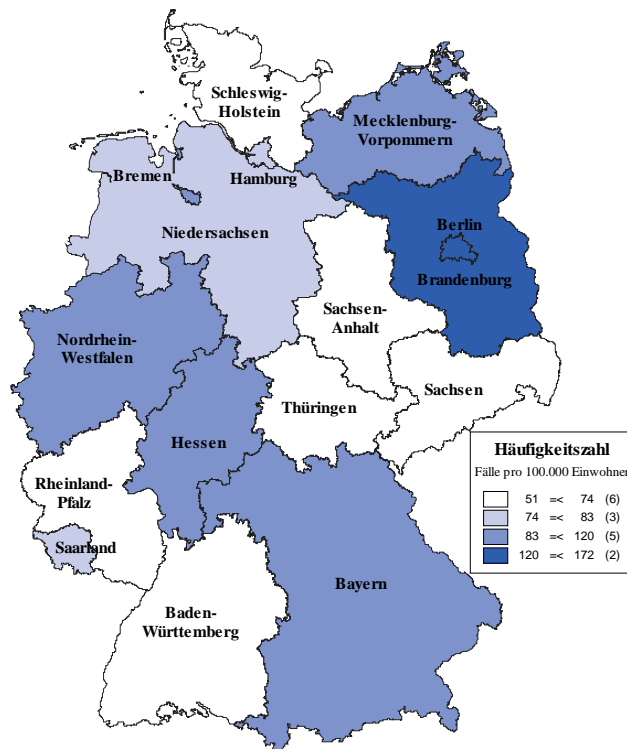 Schleswig-
Holstein
Mecklenburg-
Vorpommern
Bremen
Hamburg
Niedersachsen
Berlin
Brandenburg
Sachsen-
Anhalt
Nordrhein-
Westfalen
Sachsen
Thüringen
Hessen
Rheinland-
Pfalz
Saarland
Bayern
Baden-
Württemberg
Häufigkeitszahl
Fälle pro 100.000 Einwohner
51 =< 74 (6)
74 =< 83 (3)
83 =< 120 (5)
120 =< 172 (2)